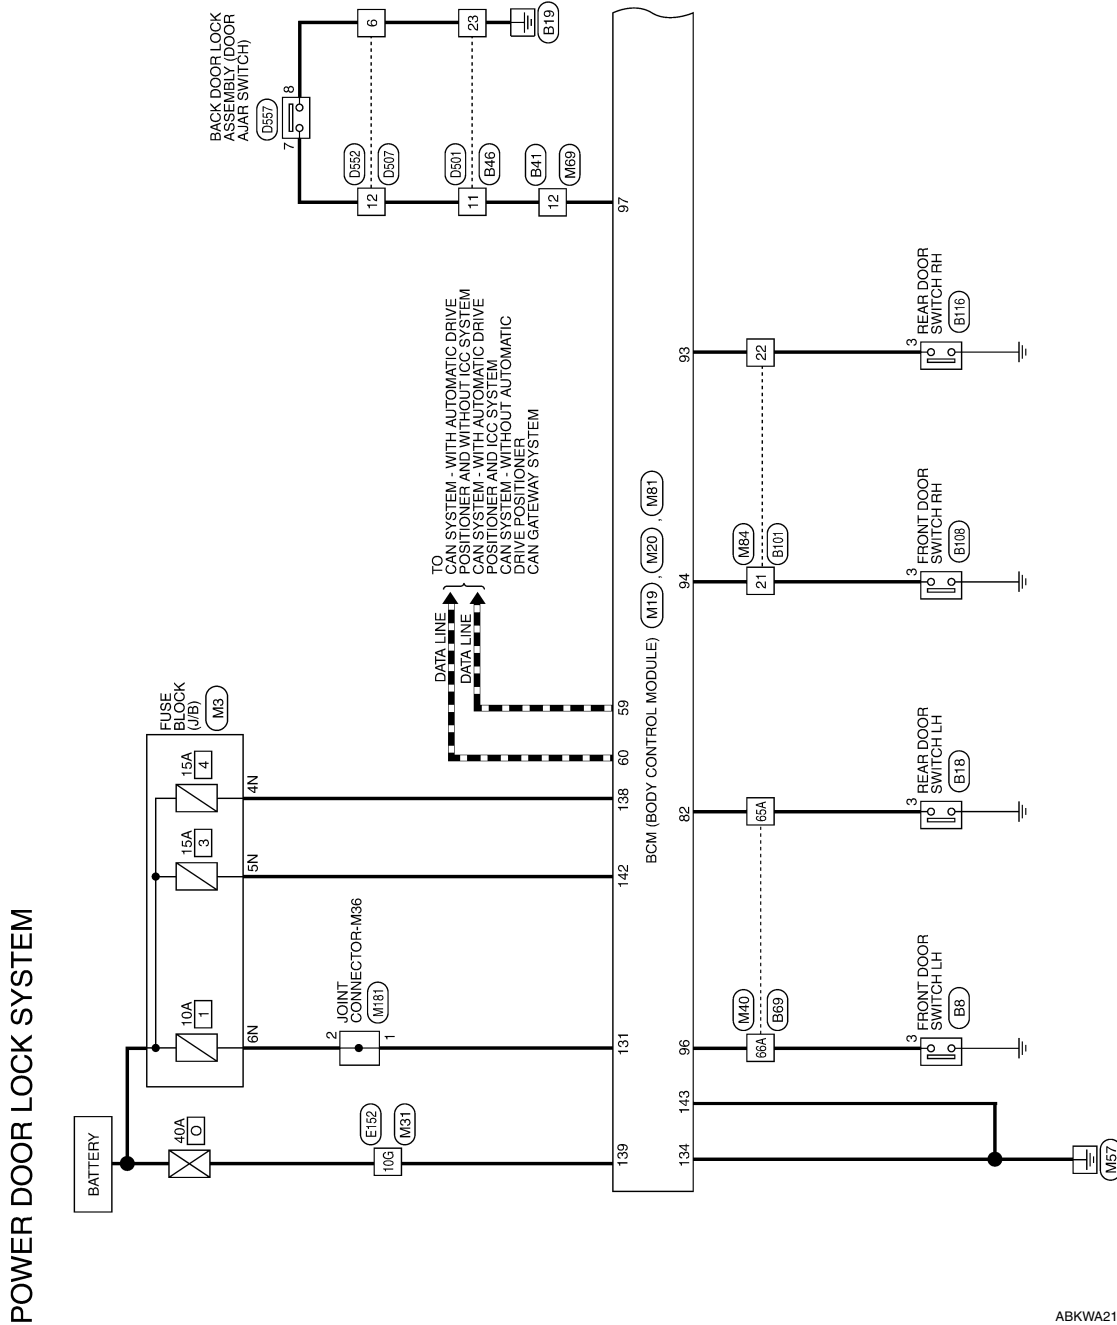 POWER DOOR LOCK SYSTEM
BATTERY
40A
O
E152
M31
10G
139
FUSE
BLOCK
(J/B)
M3
10A
1
15A
3
15A
4
6N
5N
4N
JOINT
CONNECTOR-M36
M181
2
1
131
142
138
60
59
DATA LINE
DATA LINE
TO
CAN SYSTEM - WITH AUTOMATIC DRIVE
POSITIONER AND WITHOUT ICC SYSTEM
CAN SYSTEM - WITH AUTOMATIC DRIVE
POSITIONER AND ICC SYSTEM
CAN SYSTEM - WITHOUT AUTOMATIC
DRIVE POSITIONER
CAN GATEWAY SYSTEM
BACK DOOR LOCK
ASSEMBLY (DOOR
AJAR SWITCH)
D557
7
8
D552
D507
12
6
D501
B46
11
23
B19
B41
M69
12
97
BCM (BODY CONTROL MODULE) M19 , M20 , M81
134
143
96
82
94
93
M40
B69
66A
65A
M84
B101
21
22
3
FRONT DOOR
SWITCH LH
B8
3
REAR DOOR
SWITCH LH
B18
3
FRONT DOOR
SWITCH RH
B108
3
REAR DOOR
SWITCH RH
B116
M57
ABKWA21